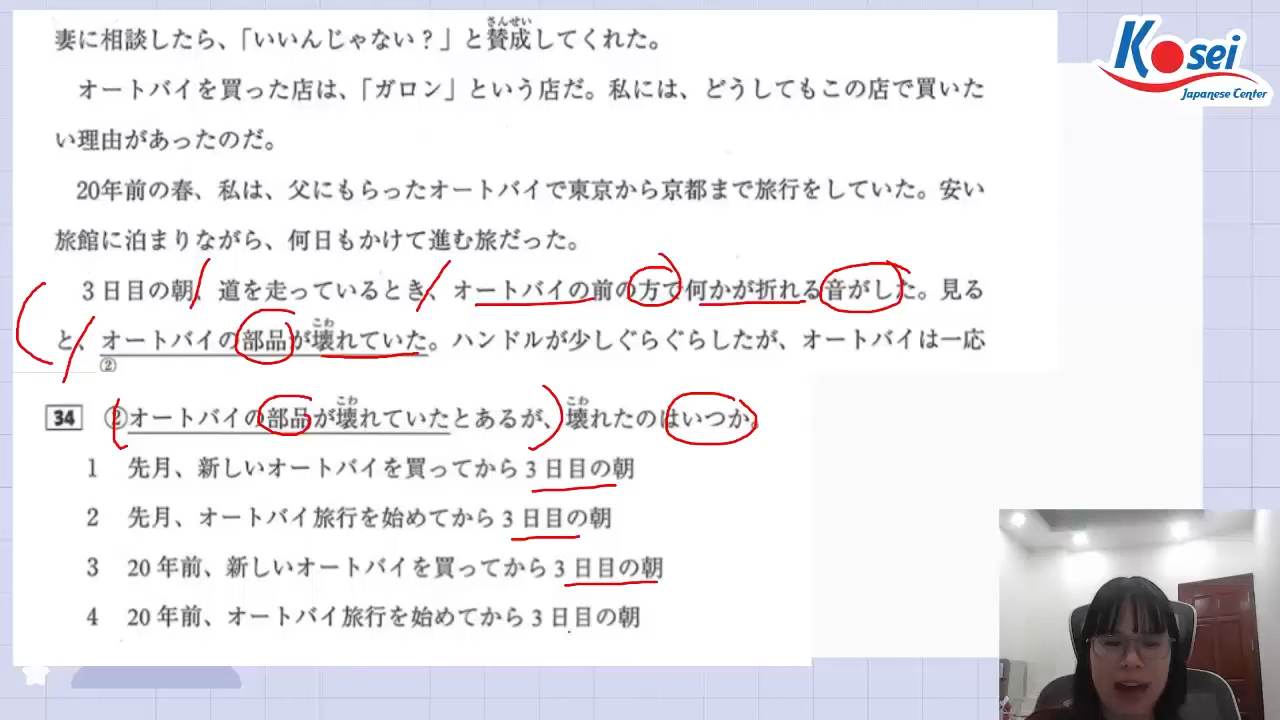 Kosei
Japanese Center
妻に相談したら、「いいんじゃない？」と賛成してくれた。
さんせい
オートバイを買った店は、「ガロン」という店だ。私には、どうしてもこの店で買いた
い理由があったのだ。
20年前の春、私は、父にもらったオートバイで東京から京都まで旅行をしていた。安い
旅館に泊まりながら、何日もかけて進む旅だった。
3日目の朝、道を走っているとき、オートバイの前の方で何かが折れる音がした。見る
と、オートバイの部品が壊れていた。ハンドルが少しぐらぐらしたが、オートバイは一応
こわ
②
34 ②オートバイの部品が壊れていたとあるが、壊れたのはいつか。
こわ
こわ
1 先月、新しいオートバイを買ってから3日目の朝
2 先月、オートバイ旅行を始めてから3日目の朝
3 20年前、新しいオートバイを買ってから3日目の朝
4 20年前、オートバイ旅行を始めてから3日目の朝